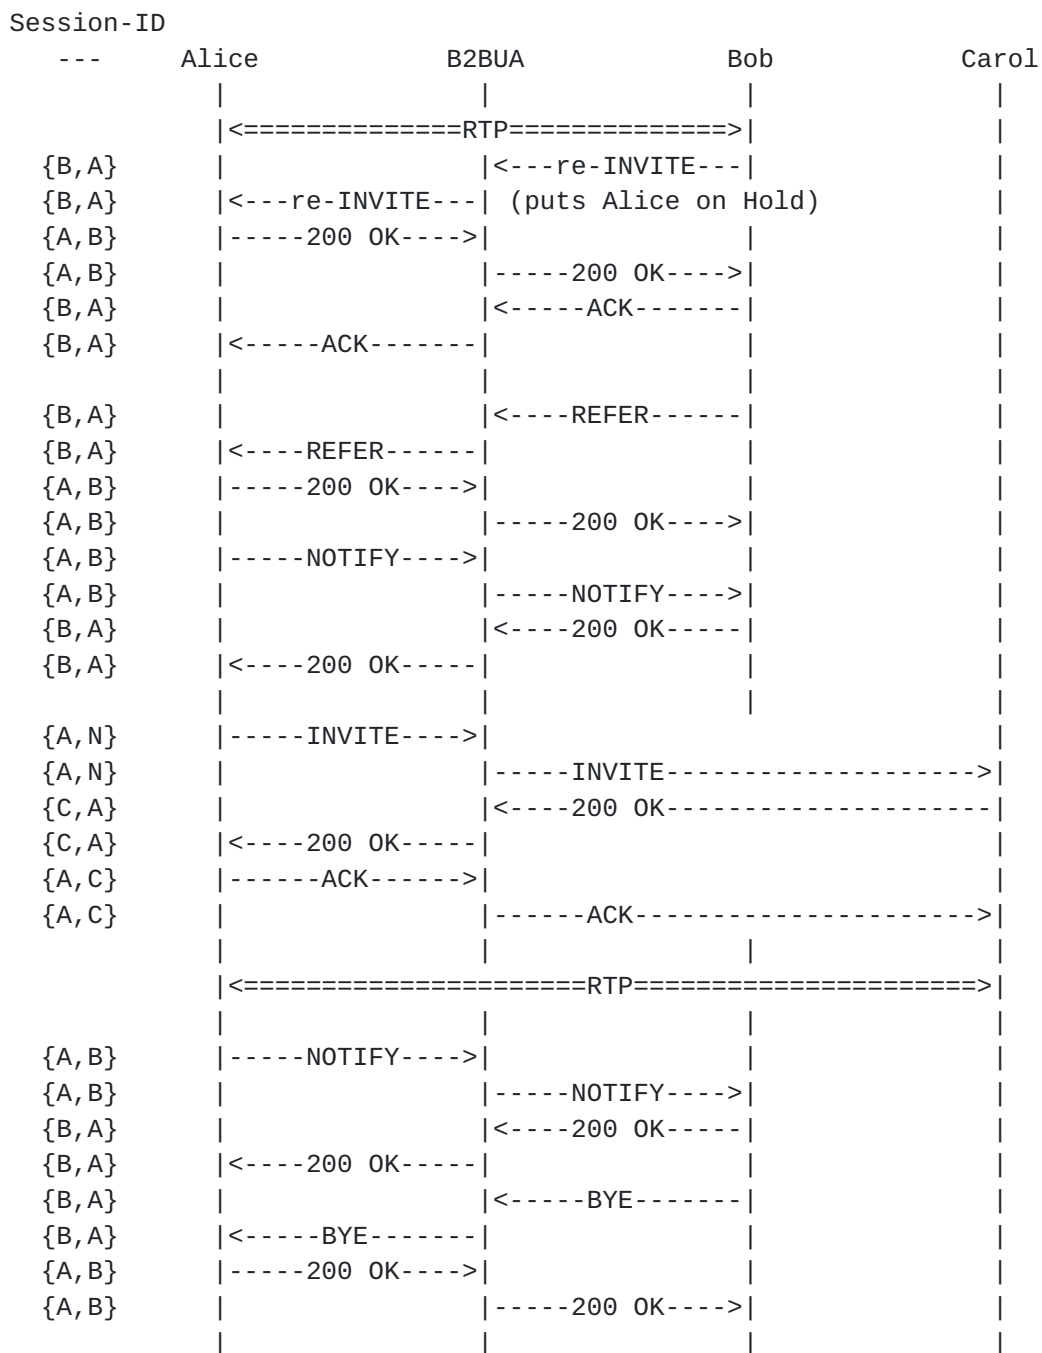 Session-ID
   ---     Alice            B2BUA             Bob            Carol
             |                |                |               |
             |<==============RTP==============>|               |
  {B,A}      |                |<---re-INVITE---|               |
  {B,A}      |<---re-INVITE---| (puts Alice on Hold)           |
  {A,B}      |-----200 OK---->|                |               |
  {A,B}      |                |-----200 OK---->|               |
  {B,A}      |                |<-----ACK-------|               |
  {B,A}      |<-----ACK-------|                |               |
             |                |                |               |
  {B,A}      |                |<----REFER------|               |
  {B,A}      |<----REFER------|                |               |
  {A,B}      |-----200 OK---->|                |               |
  {A,B}      |                |-----200 OK---->|               |
  {A,B}      |-----NOTIFY---->|                |               |
  {A,B}      |                |-----NOTIFY---->|               |
  {B,A}      |                |<----200 OK-----|               |
  {B,A}      |<----200 OK-----|                |               |
             |                |                |               |
  {A,N}      |-----INVITE---->|                                |
  {A,N}      |                |-----INVITE-------------------->|
  {C,A}      |                |<----200 OK---------------------|
  {C,A}      |<----200 OK-----|                                |
  {A,C}      |------ACK------>|                                |
  {A,C}      |                |------ACK---------------------->|
             |                |                |               |
             |<======================RTP======================>|
             |                |                |               |
  {A,B}      |-----NOTIFY---->|                |               |
  {A,B}      |                |-----NOTIFY---->|               |
  {B,A}      |                |<----200 OK-----|               |
  {B,A}      |<----200 OK-----|                |               |
  {B,A}      |                |<-----BYE-------|               |
  {B,A}      |<-----BYE-------|                |               |
  {A,B}      |-----200 OK---->|                |               |
  {A,B}      |                |-----200 OK---->|               |
             |                |                |               |